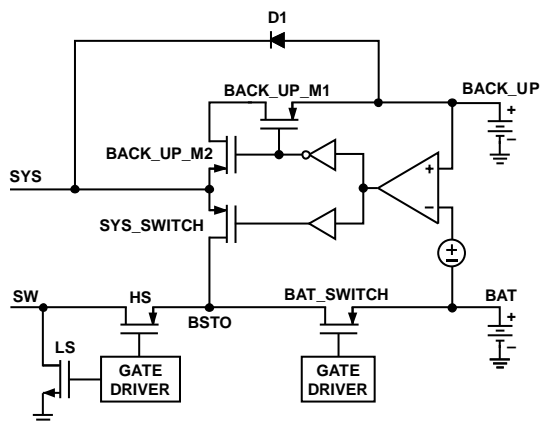 D1
BACK_UP_M1
BACK_UP
+
–
BACK_UP_M2
+
–
SYS
SYS_SWITCH
+
–
SW
HS
BSTO
BAT_SWITCH
BAT
+
–
LS
GATE
DRIVER
GATE
DRIVER